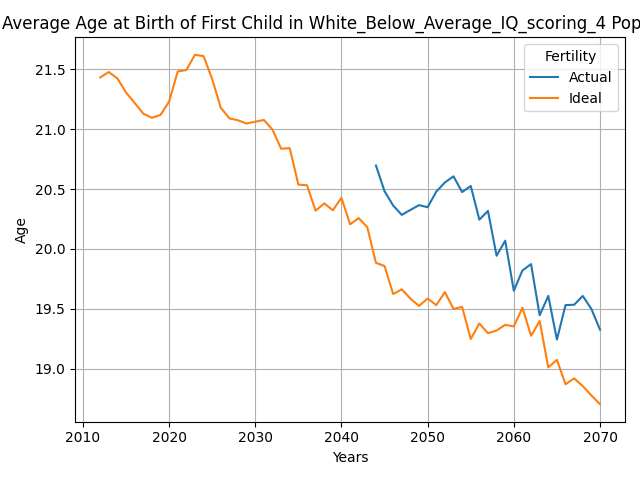 Average Age at Birth of First Child in White_Below_Average_IQ_scoring_4 Pop
Fertility
Actual
Ideal
21.5
21.0
20.5
20.0
19.5
19.0
Age
2010 2020 2030 2040 2050 2060 2070
Years